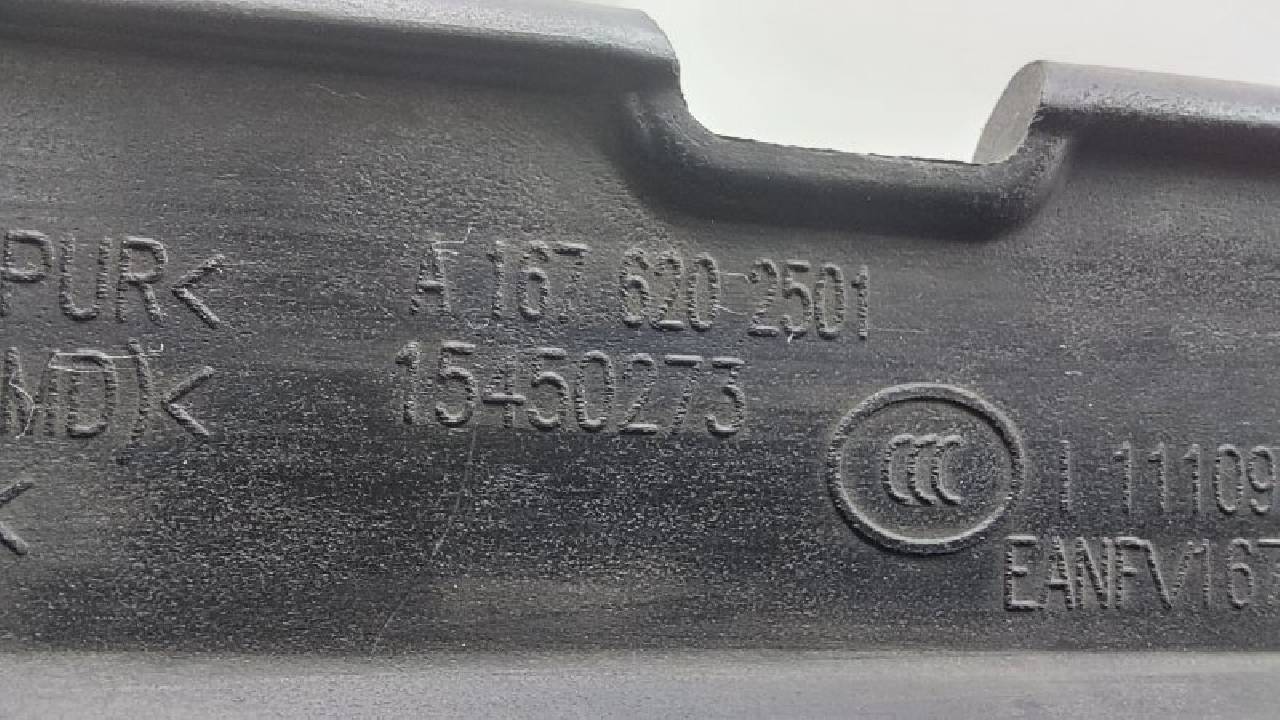 PUR<
A 167 620 2501
MD)<
15450273
<
CCC
I 11109
EANFV167